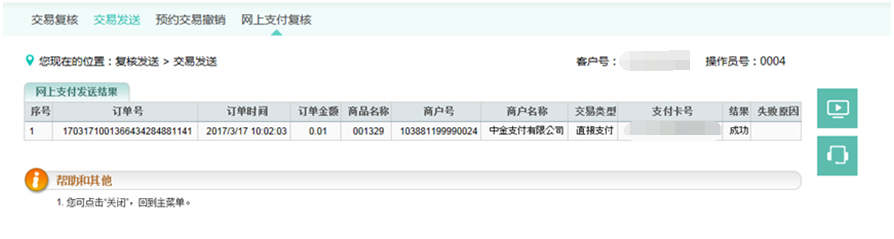 交易复核 交易发送 预约交易撤销 网上支付复核
您现在的位置：复核发送 > 交易发送 客户号： 操作员号：0004
网上支付发送结果
序号 订单号 订单时间 订单金额 商品名称 商户号 商户名称 交易类型 支付卡号 结果 失败原因
1 1703171001366434284881141 2017/3/17 10:02:03 0.01 001329 103881199990024 中金支付有限公司 直接支付 成功
帮助和其他
1. 您可点击“关闭”，回到主菜单。